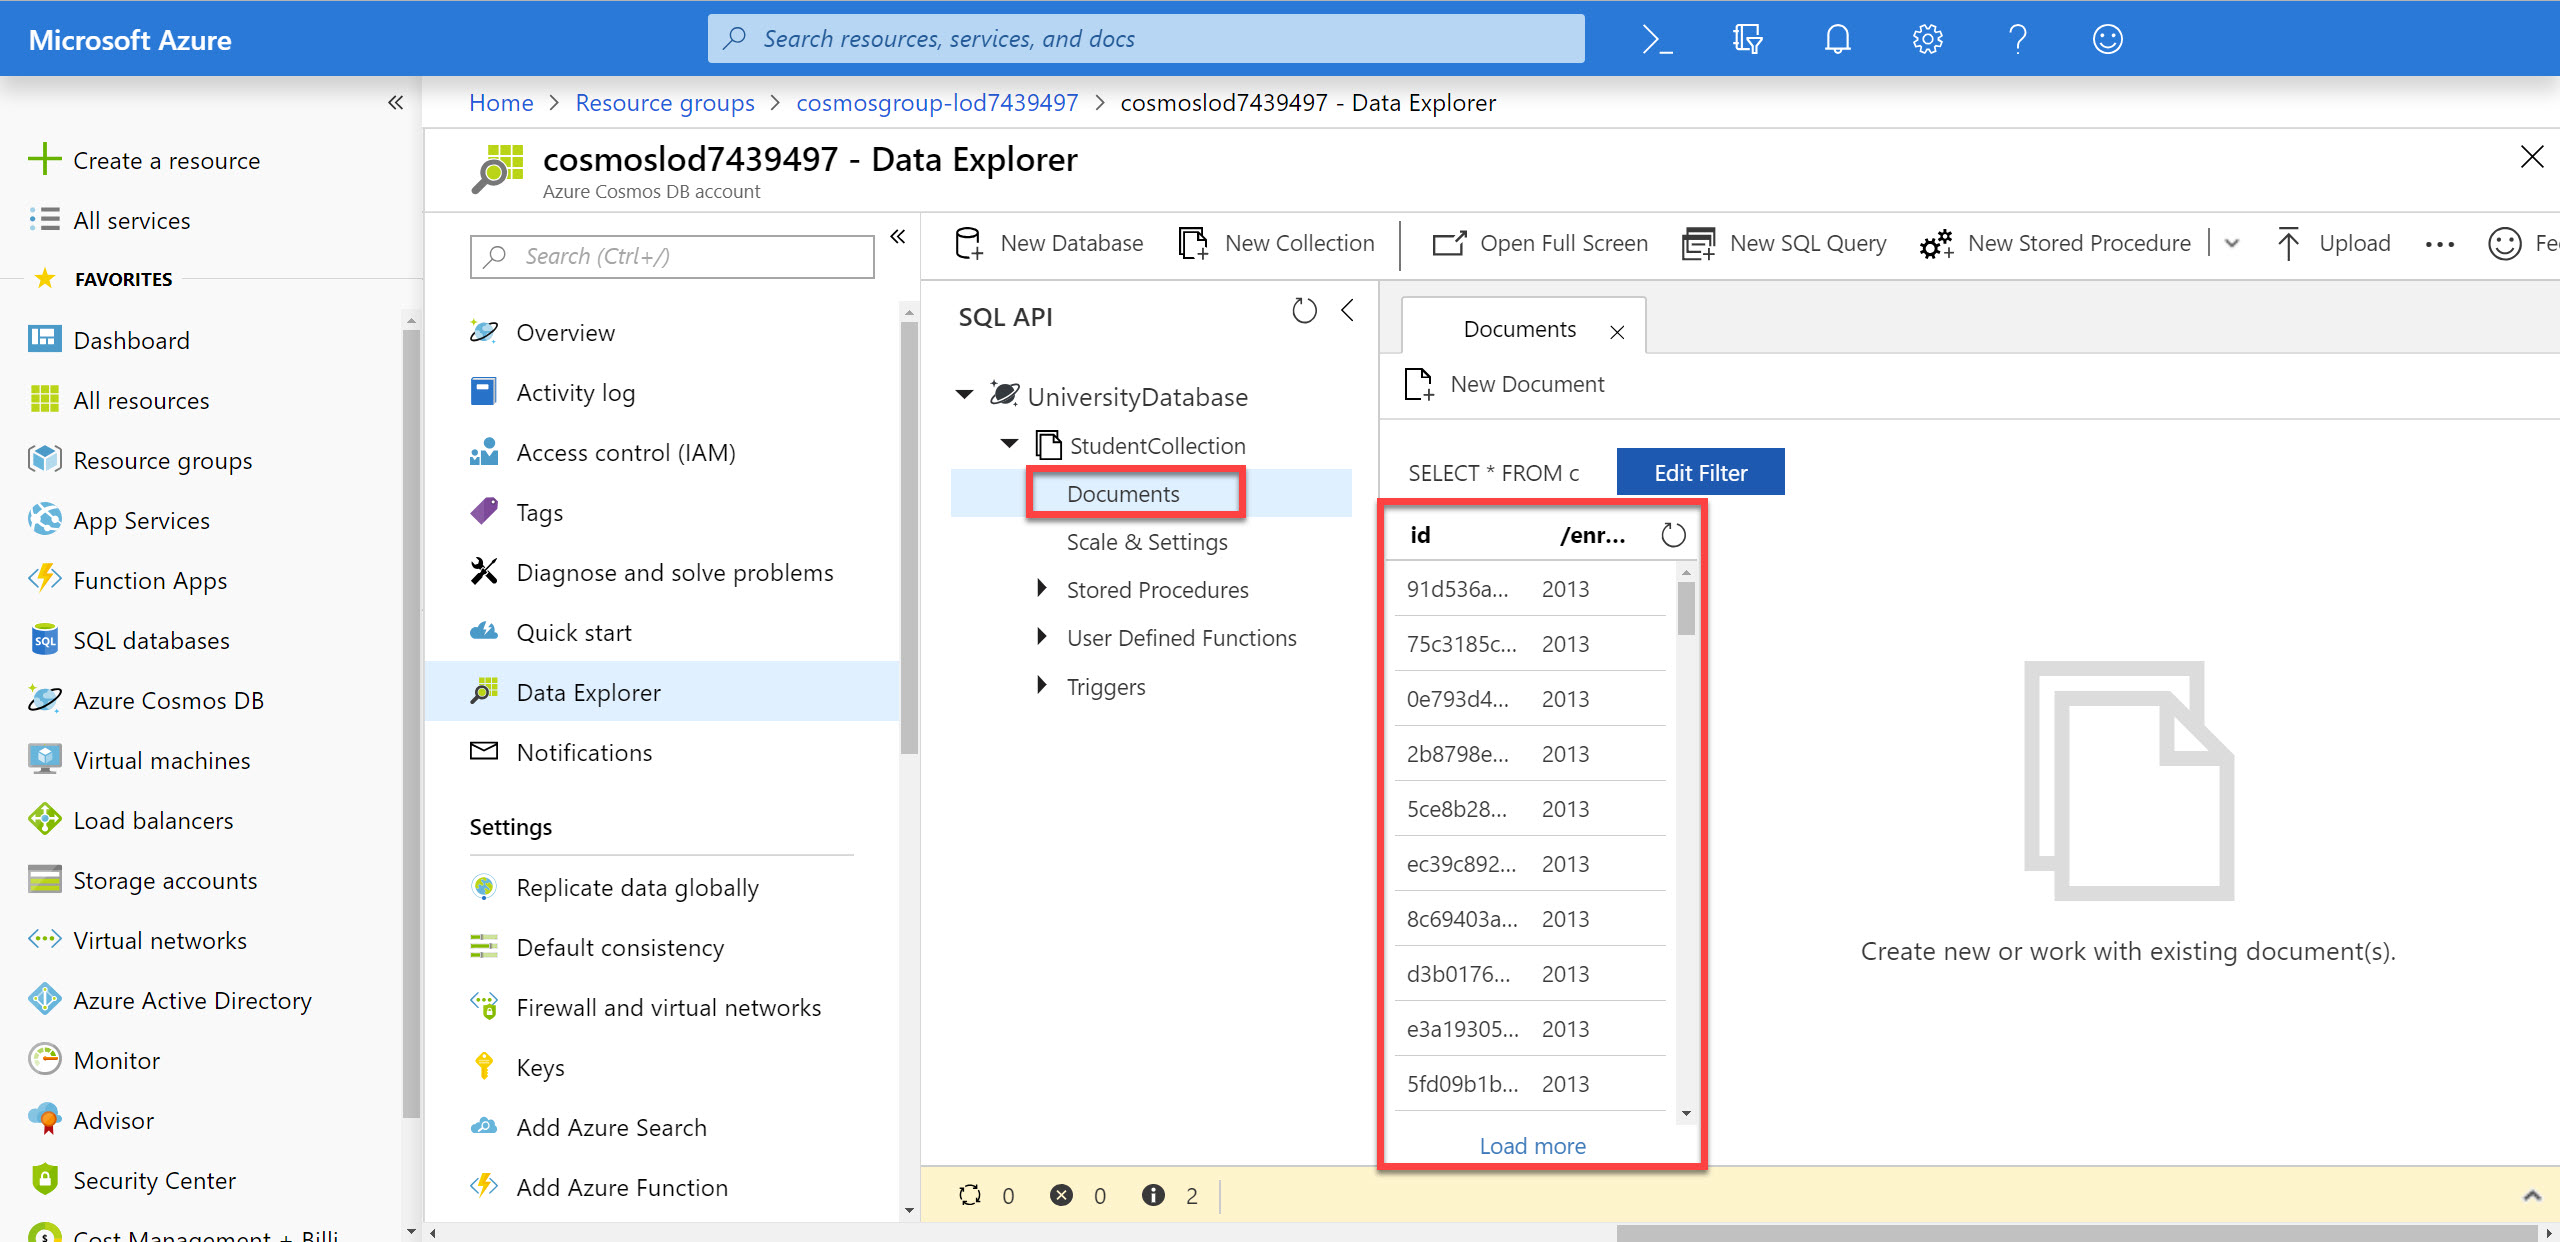 Microsoft Azure
Search resources, services, and docs
Home > Resource groups > cosmosgroup-lod7439497 > cosmoslod7439497 - Data Explorer
Create a resource
All services
FAVORITES
Dashboard
All resources
Resource groups
App Services
Function Apps
SQL databases
Azure Cosmos DB
Virtual machines
Load balancers
Storage accounts
Virtual networks
Azure Active Directory
Monitor
Advisor
Security Center
Cost Management + Billi
cosmoslod7439497 - Data Explorer
Azure Cosmos DB account
Search (Ctrl+/)
Overview
Activity log
Access control (IAM)
Tags
Diagnose and solve problems
Quick start
Data Explorer
Notifications
Settings
Replicate data globally
Default consistency
Firewall and virtual networks
Keys
Add Azure Search
Add Azure Function
New Database New Collection Open Full Screen New SQL Query New Stored Procedure Upload ... Fe
SQL API
UniversityDatabase
StudentCollection
Documents
Scale & Settings
Stored Procedures
User Defined Functions
Triggers
Documents
New Document
SELECT * FROM c Edit Filter
id /enr...
91d536a... 2013
75c3185c... 2013
0e793d4... 2013
2b8798e... 2013
5ce8b28... 2013
ec39c892... 2013
8c69403a... 2013
d3b0176... 2013
e3a19305... 2013
5fd09b1b... 2013
Load more
Create new or work with existing document(s).
0 0 2